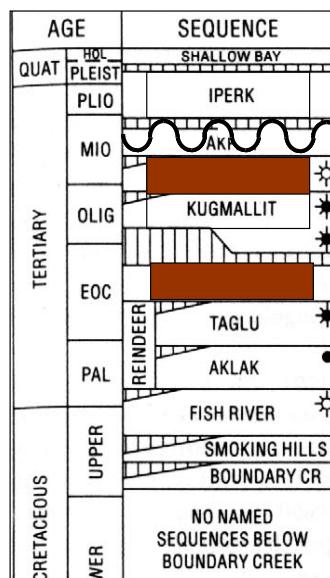 AGE SEQUENCE
QUAT HOL SHALLOW BAY
PLEIST
PLIO IPERK
MIO
OLIG KUGMALLIT
TERTIARY
EOC
REINDEER TAGLU
PAL AKLAK
FISH RIVER
UPPER SMOKING HILLS
BOUNDARY CR
CRETACEOUS
NO NAMED
SEQUENCES BELOW
BOUNDARY CREEK